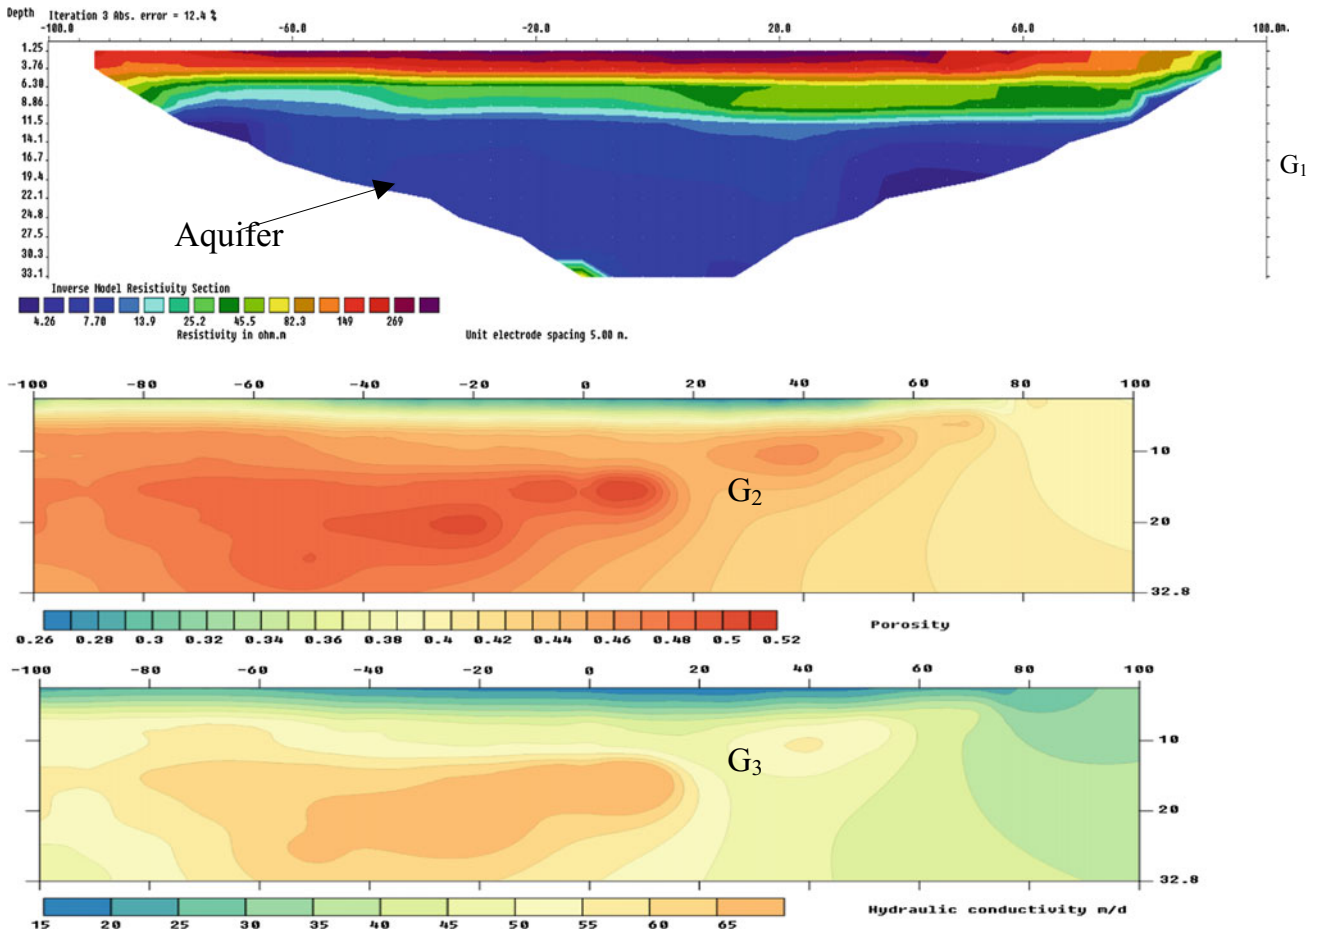 Depth Iteration 3 Abs. error = 12.4 %
-100.0 -60.0 -20.0 20.0 60.0 100.0m.
1.25
3.76
6.30
8.86
11.5
14.1
16.7
19.4
22.1
24.8
27.5
30.3
33.1
G1
Aquifer
Inverse Model Resistivity Section
4.26 7.70 13.9 25.2 45.5 82.3 149 269
Resistivity in ohm.m Unit electrode spacing 5.00 m.
-100 -80 -60 -40 -20 0 20 40 60 80 100
10
G2
20
32.8
0.26 0.28 0.3 0.32 0.34 0.36 0.38 0.4 0.42 0.44 0.46 0.48 0.5 0.52
Porosity
-100 -80 -60 -40 -20 0 20 40 60 80 100
10
G3
20
32.8
15 20 25 30 35 40 45 50 55 60 65
Hydraulic conductivity m/d